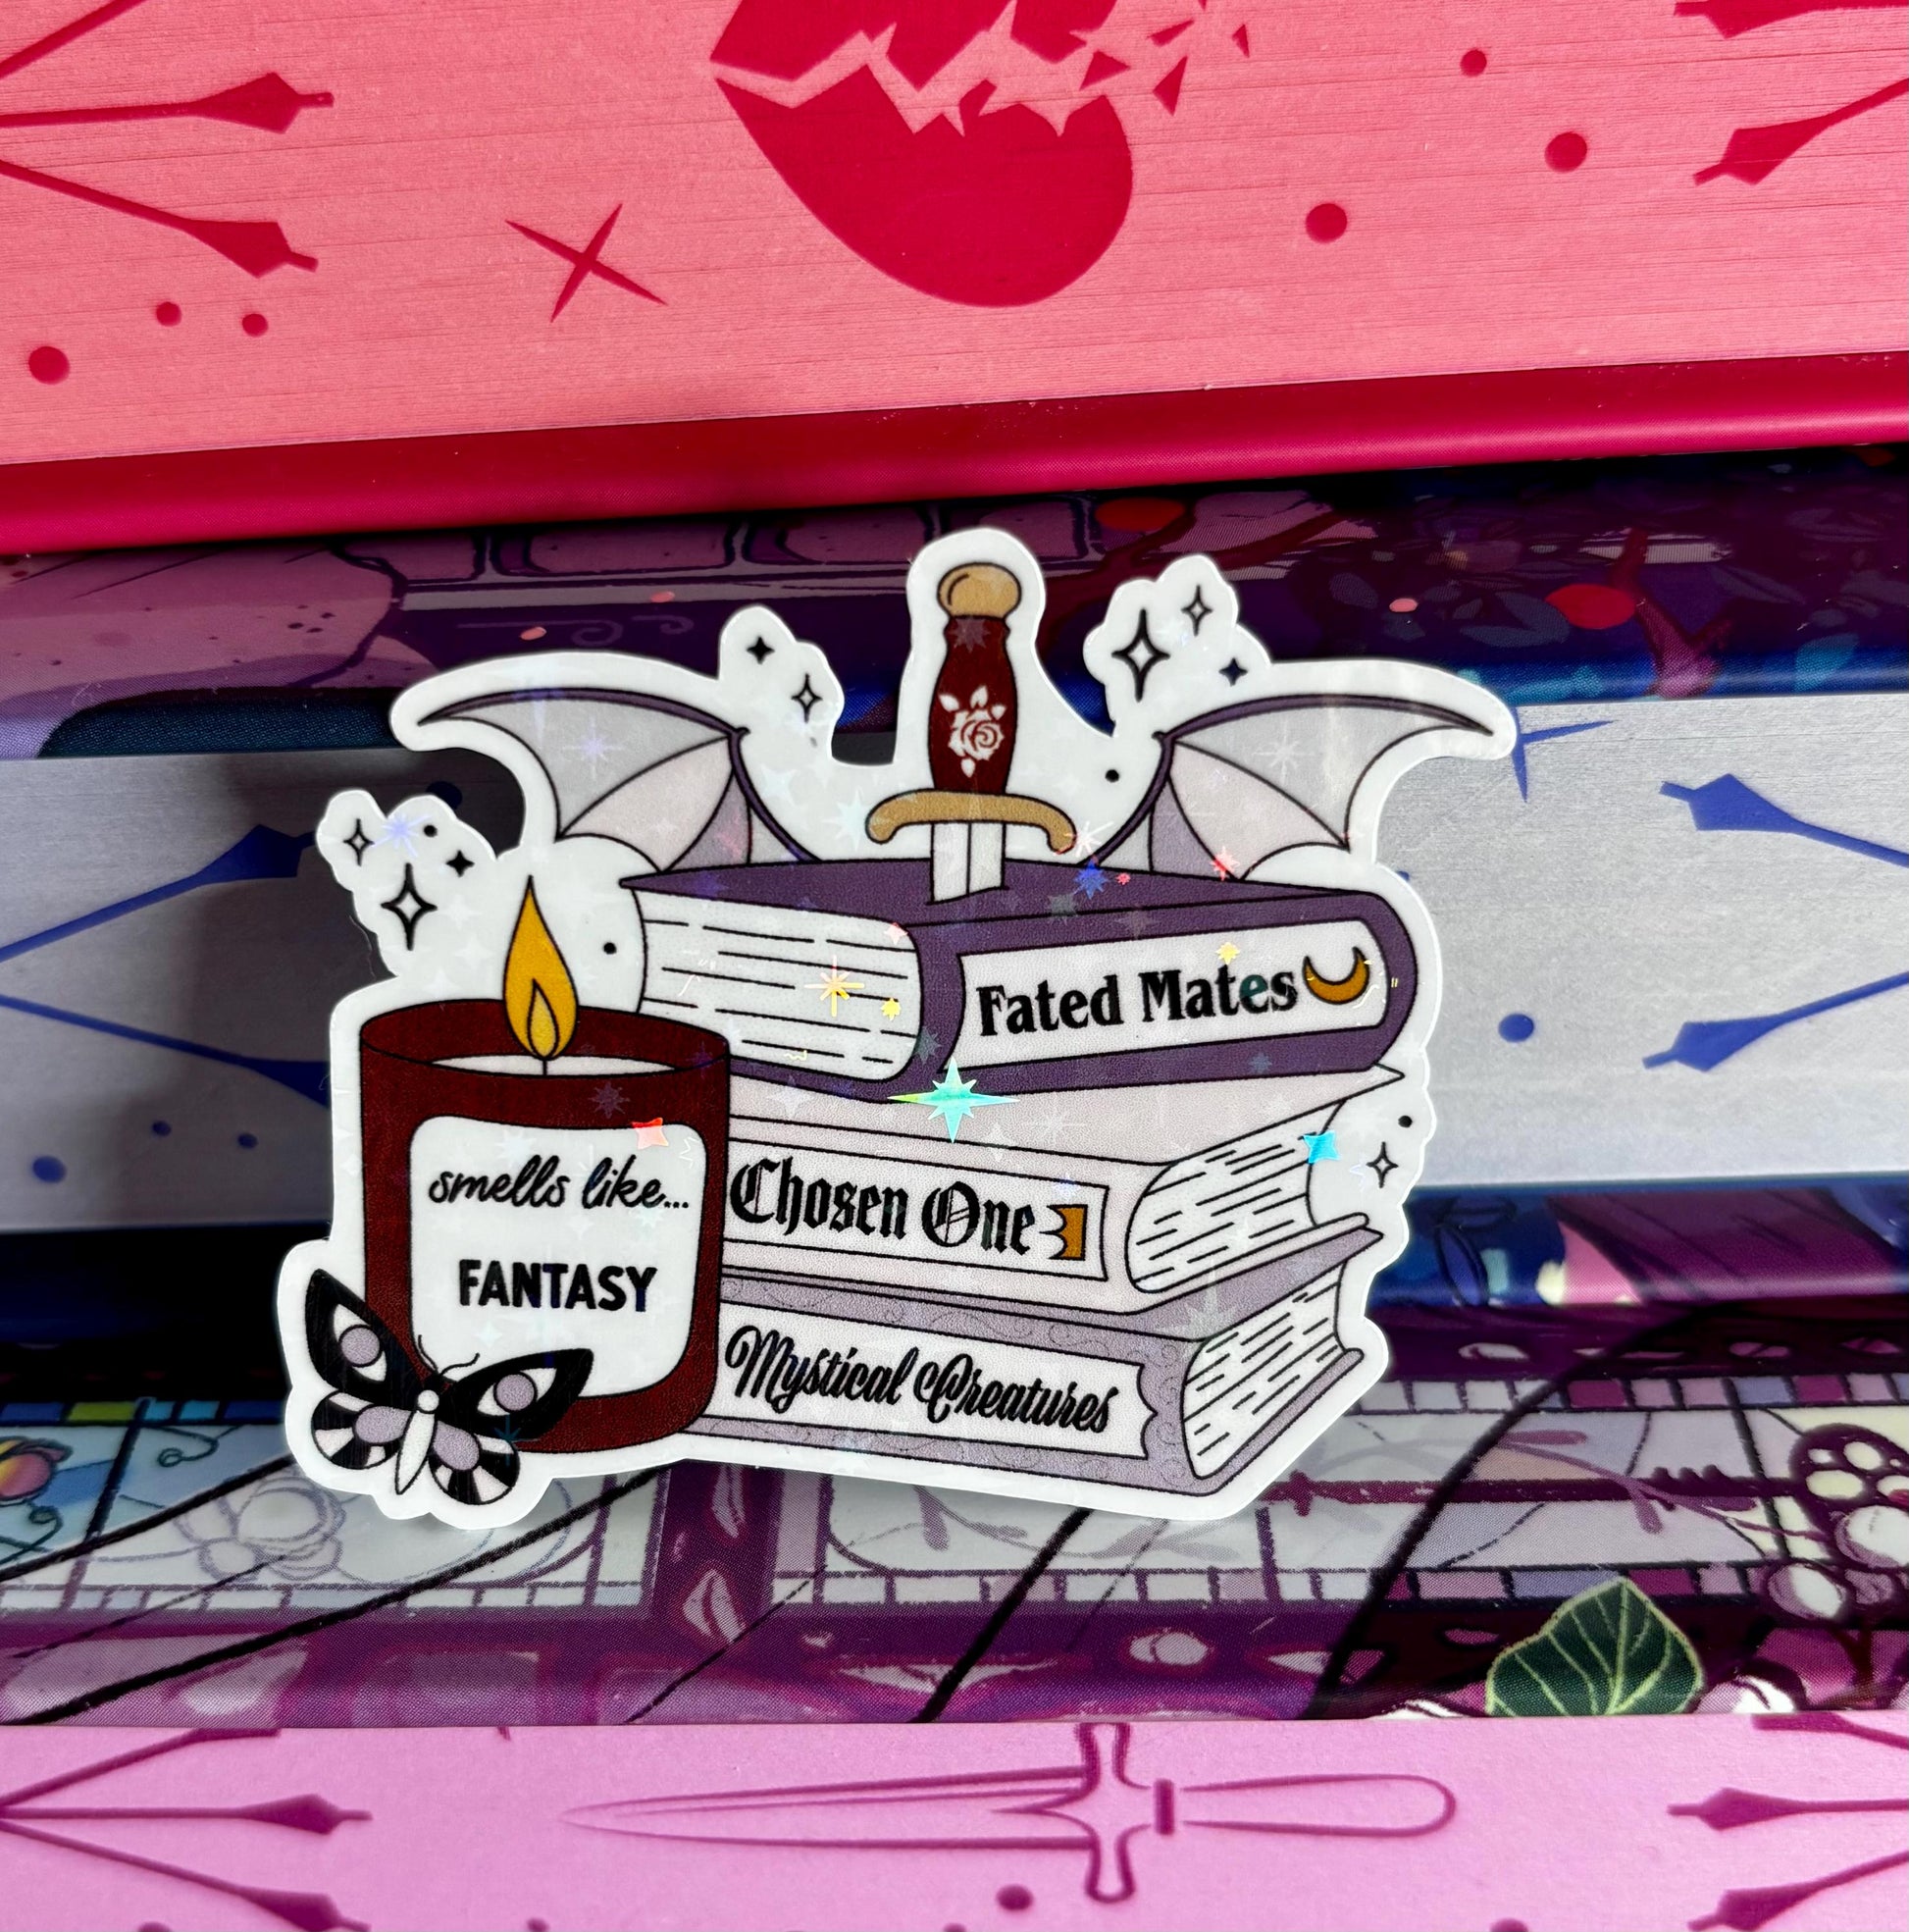 Fated Mates
smells like...
FANTASY
Chosen One
Mystical Creatures